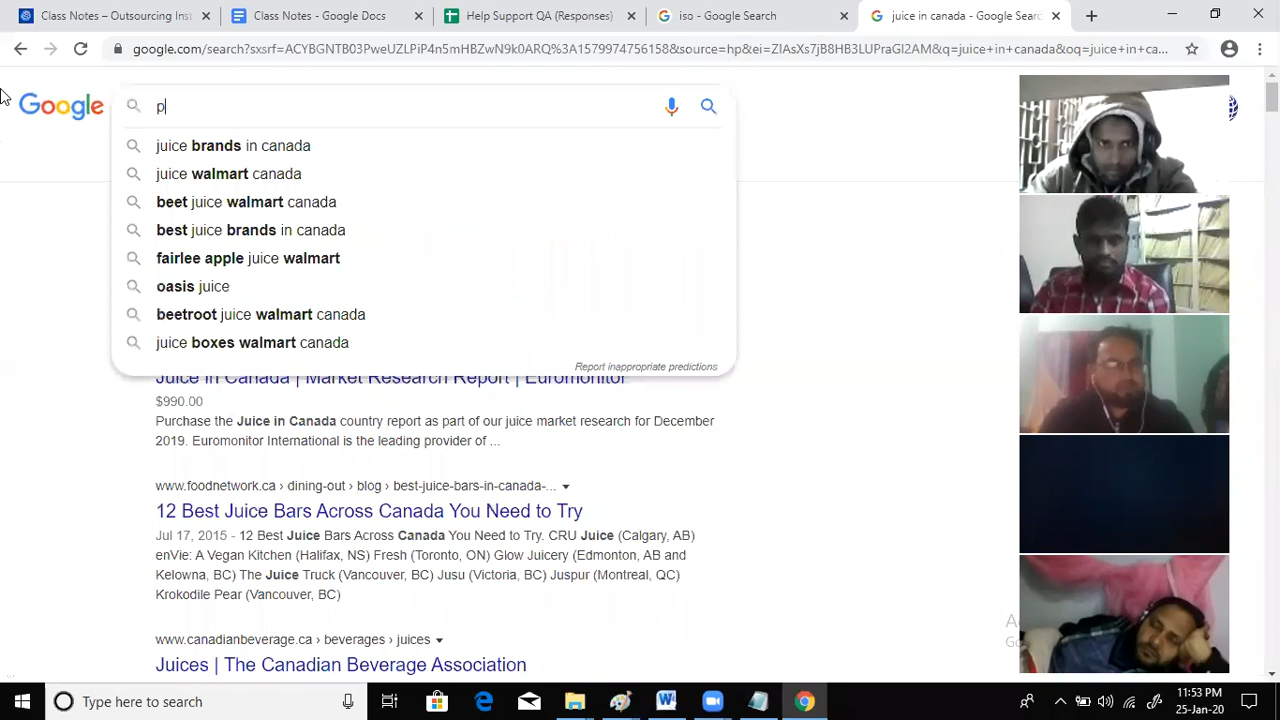 Class Notes – Outsourcing Inst
Class Notes - Google Docs
Help Support QA (Responses)
iso - Google Search
juice in canada - Google Search
google.com/search?sxsrf=ACYBGNTB03PweUZLPiP4n5mHBZwN9k0ARQ%3A1579974756158&source=hp&ei=ZIAsXs7jB8HB3LUPraGl2AM&q=juice+in+canada&oq=juice+in+ca...
Google
p
juice brands in canada
juice walmart canada
beet juice walmart canada
best juice brands in canada
fairlee apple juice walmart
oasis juice
beetroot juice walmart canada
juice boxes walmart canada
Report inappropriate predictions
Juice in Canada | Market Research Report | Euromonitor
$990.00
Purchase the Juice in Canada country report as part of our juice market research for December
2019. Euromonitor International is the leading provider of ...
www.foodnetwork.ca › dining-out › blog › best-juice-bars-in-canada-...
12 Best Juice Bars Across Canada You Need to Try
Jul 17, 2015 - 12 Best Juice Bars Across Canada You Need to Try. CRU Juice (Calgary, AB)
enVie: A Vegan Kitchen (Halifax, NS) Fresh (Toronto, ON) Glow Juicery (Edmonton, AB and
Kelowna, BC) The Juice Truck (Vancouver, BC) Jusu (Victoria, BC) Juspur (Montreal, QC)
Krokodile Pear (Vancouver, BC)
www.canadianbeverage.ca › beverages › juices
Juices | The Canadian Beverage Association
Type here to search
11:53 PM
25-Jan-20